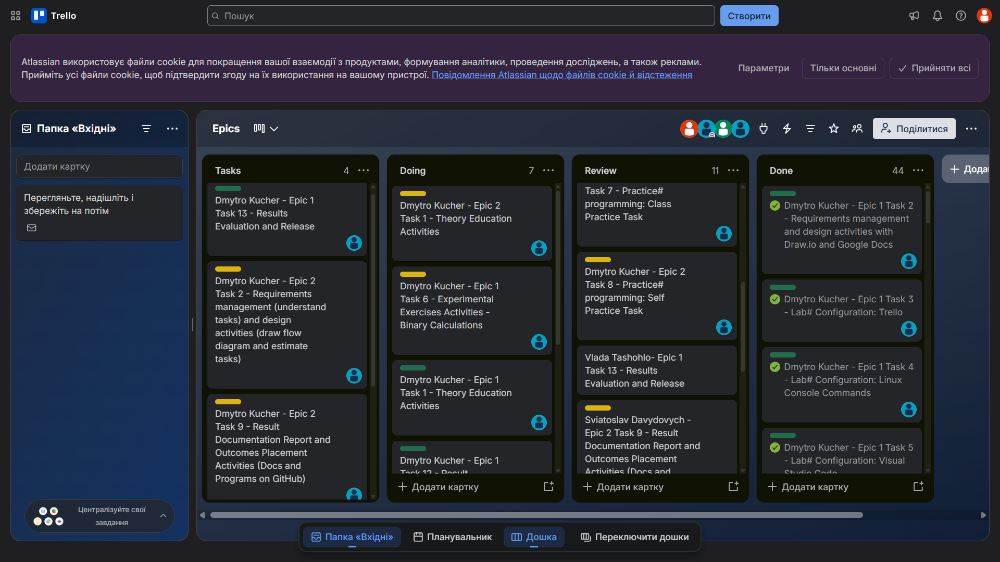 Trello
Пошук
Створити
Atlassian використовує файли cookie для покращення вашої взаємодії з продуктами, формування аналітики, проведення досліджень, а також реклами.
Прийміть усі файли cookie, щоб підтвердити згоду на їх використання на вашому пристрої. Повідомлення Atlassian щодо файлів cookie й відстеження
Параметри
Тільки основні
Прийняти всі
Папка «Вхідні»
Додати картку
Перегляньте, надішліть і
збережіть на потім
Централізуйте свої
завдання
Epics
Поділитися
Tasks
4
Dmytro Kucher - Epic 1
Task 13 - Results
Evaluation and Release
Dmytro Kucher - Epic 2
Task 2 - Requirements
management (understand
tasks) and design
activities (draw flow
diagram and estimate
tasks)
Dmytro Kucher - Epic 2
Task 9 - Result
Documentation Report and
Outcomes Placement
Activities (Docs and
Programs on GitHub)
Doing
7
Dmytro Kucher - Epic 2
Task 1 - Theory Education
Activities
Dmytro Kucher - Epic 1
Task 6 - Experimental
Exercises Activities -
Binary Calculations
Dmytro Kucher - Epic 1
Task 1 - Theory Education
Activities
Dmytro Kucher - Epic 1
Task 12 - Result
Додати картку
Review
11
Task 7 - Practice#
programming: Class
Practice Task
Dmytro Kucher - Epic 2
Task 8 - Practice#
programming: Self
Practice Task
Vlada Tashohlo- Epic 1
Task 13 - Results
Evaluation and Release
Sviatoslav Davydovych -
Epic 2 Task 9 - Result
Documentation Report and
Outcomes Placement
Activities (Docs and
Додати картку
Done
44
Dmytro Kucher - Epic 1 Task 2
- Requirements management
and design activities with
Draw.io and Google Docs
Dmytro Kucher - Epic 1 Task 3
- Lab# Configuration: Trello
Dmytro Kucher - Epic 1 Task 4
- Lab# Configuration: Linux
Console Commands
Dmytro Kucher - Epic 1 Task 5
- Lab# Configuration: Visual
Studio Code
Додати картку
Дода
Папка «Вхідні»
Планувальник
Дошка
Переключити дошки